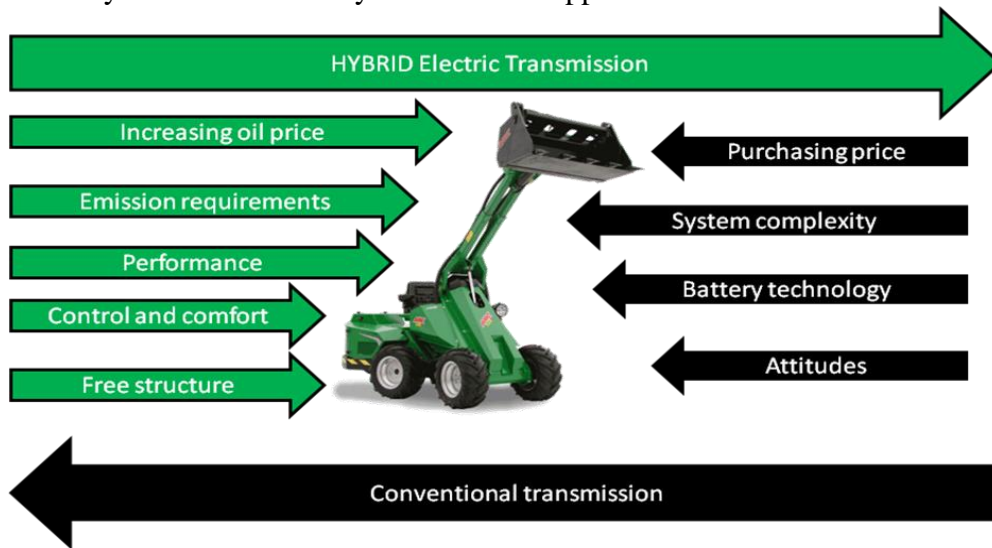 HYBRID Electric Transmission
Increasing oil price
Purchasing price
Emission requirements
System complexity
Performance
Battery technology
Control and comfort
Attitudes
Free structure
Conventional transmission